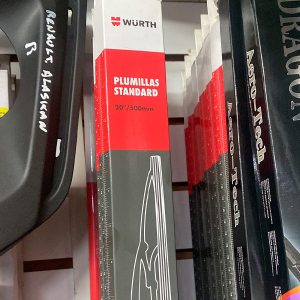 RENAULT ALASKAN
R
WÜRTH
PLUMILLAS
STANDARD
20"/500mm
Aero-Tech
Aero-Tech
DRAGON